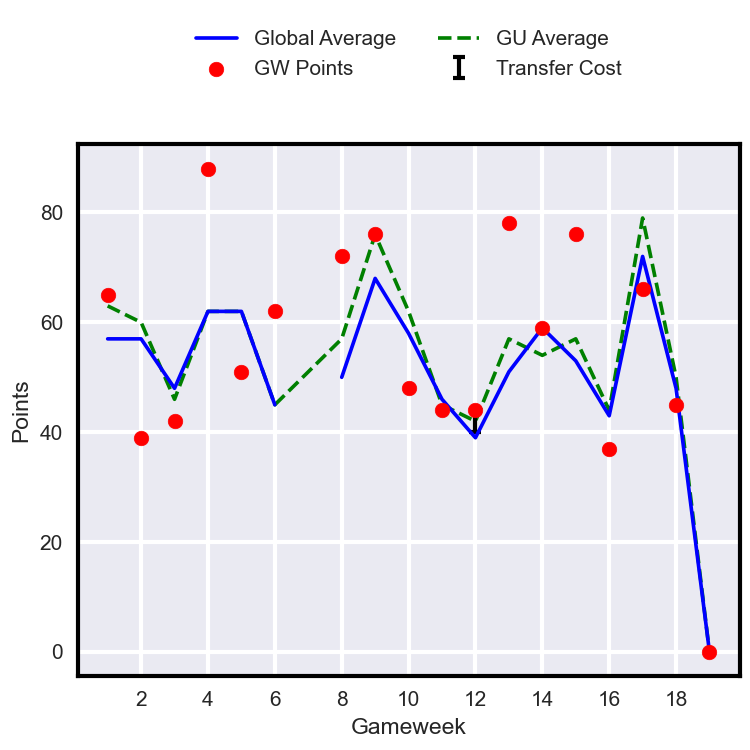 Global Average GU Average
GW Points Transfer Cost
80
60
40
20
0
Points
2 4 6 8 10 12 14 16 18
Gameweek